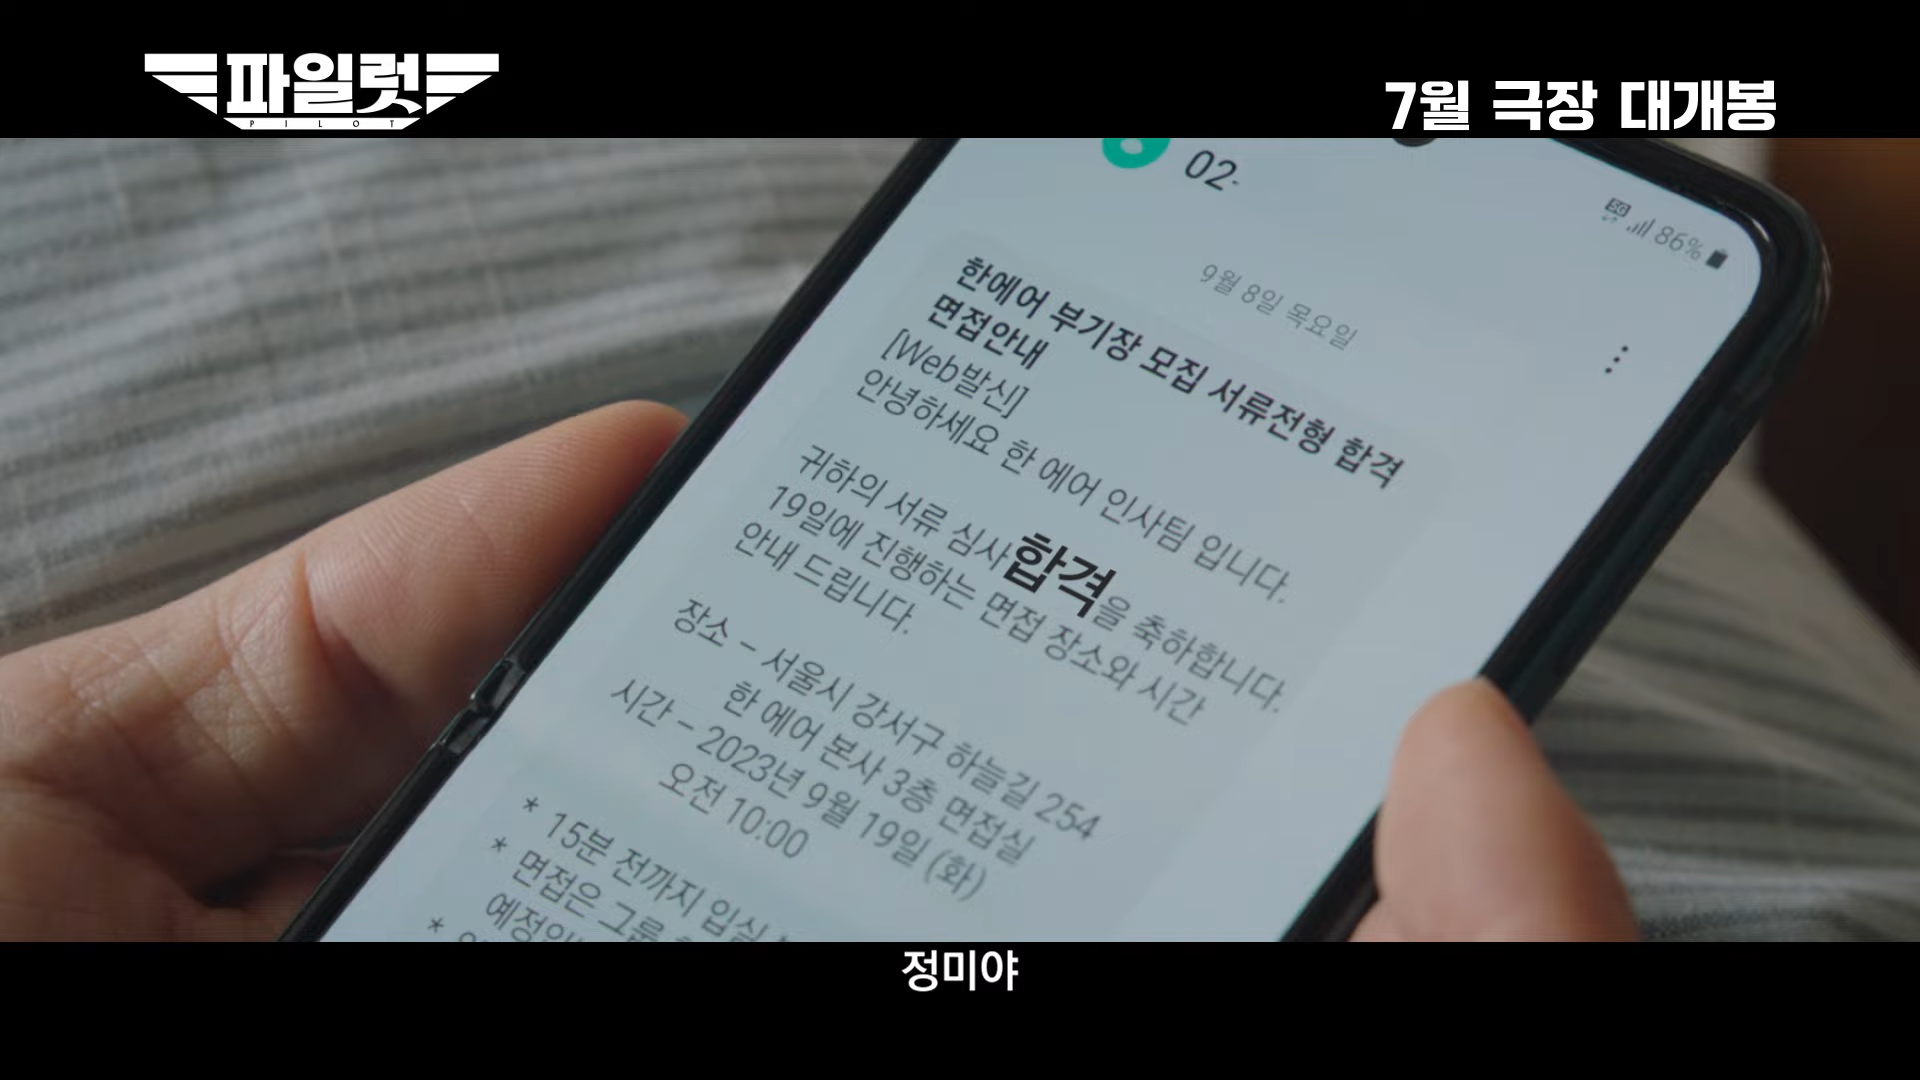 파일럿
PILOT
7월 극장 대개봉
02-
5G 86%
9월 8일 목요일
한에어 부기장 모집 서류전형 합격
면접안내
[Web발신]
안녕하세요 한 에어 인사팀 입니다.
귀하의 서류 심사합격을 축하합니다.
19일에 진행하는 면접 장소와 시간
안내 드립니다.
장소 - 서울시 강서구 하늘길 254
한 에어 본사 3층 면접실
시간 - 2023년 9월 19일 (화)
오전 10:00
* 15분 전까지 입실
* 면접은 그룹
*
정미야